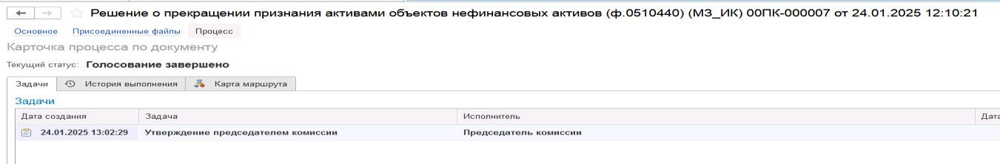 Решение о прекращении признания активами объектов нефинансовых активов (ф.0510440) (МЗ_ИК) 00ПК-000007 от 24.01.2025 12:10:21
Основное Присоединенные файлы Процесс
Карточка процесса по документу
Текущий статус: Голосование завершено
Задачи История выполнения Карта маршрута
Задачи
Дата создания Задача Исполнитель Дата
24.01.2025 13:02:29 Утверждение председателем комиссии Председатель комиссии